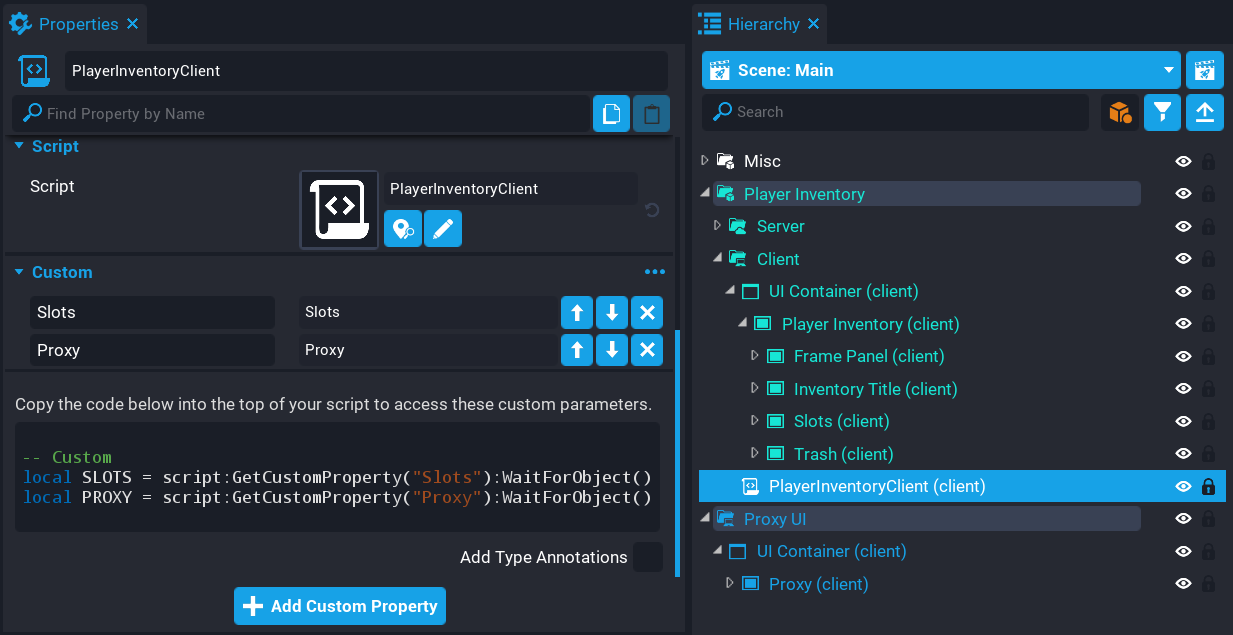 Properties
PlayerInventoryClient
Find Property by Name
Script
Script
PlayerInventoryClient
Custom
Slots
Slots
Proxy
Proxy
Copy the code below into the top of your script to access these custom parameters.
-- Custom
local SLOTS = script:GetCustomProperty("Slots"):WaitForObject()
local PROXY = script:GetCustomProperty("Proxy"):WaitForObject()
Add Type Annotations
Add Custom Property
Hierarchy
Scene: Main
Search
Misc
Player Inventory
Server
Client
UI Container (client)
Player Inventory (client)
Frame Panel (client)
Inventory Title (client)
Slots (client)
Trash (client)
PlayerInventoryClient (client)
Proxy UI
UI Container (client)
Proxy (client)